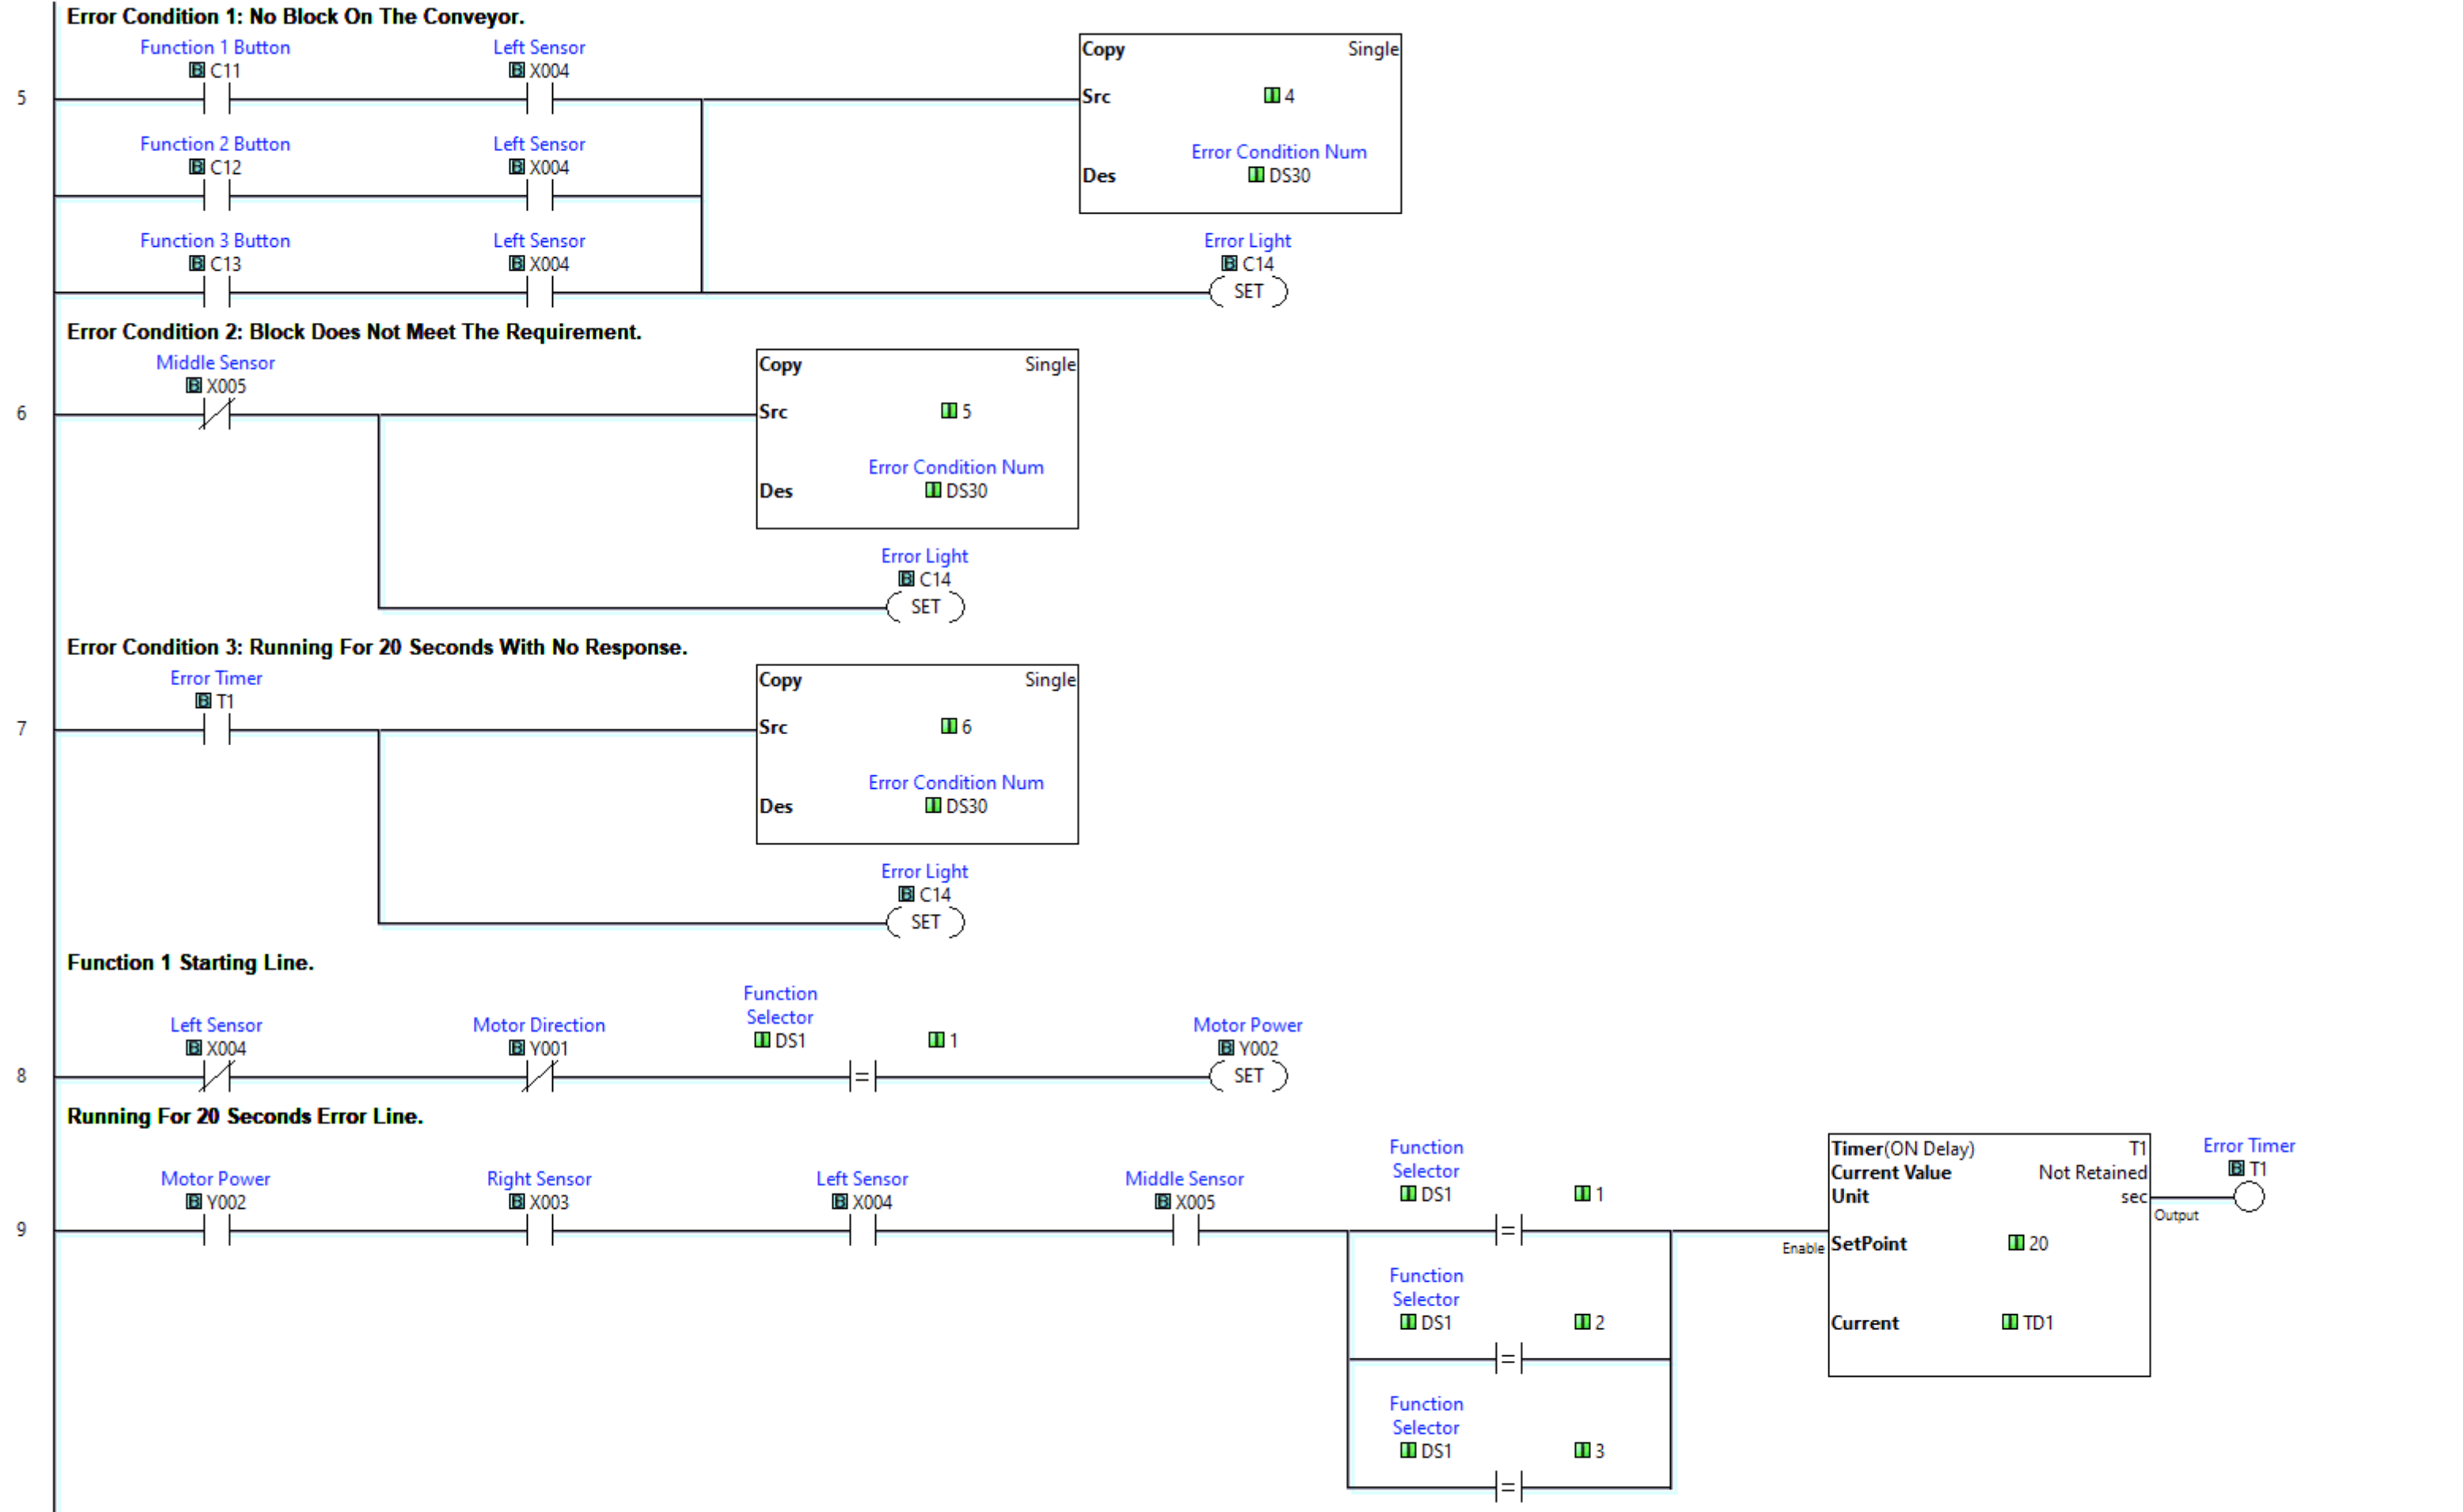 Error Condition 1: No Block On The Conveyor.
Function 1 Button Left Sensor
C11 X004
Copy Single
5
Src 4
Function 2 Button Left Sensor
C12 X004
Error Condition Num
Des DS30
Function 3 Button Left Sensor
C13 X004
Error Light
C14
SET
Error Condition 2: Block Does Not Meet The Requirement.
Middle Sensor
X005
Copy Single
6
Src 5
Error Condition Num
Des DS30
Error Light
C14
SET
Error Condition 3: Running For 20 Seconds With No Response.
Error Timer
T1
Copy Single
7
Src 6
Error Condition Num
Des DS30
Error Light
C14
SET
Function 1 Starting Line.
Left Sensor Motor Direction Function Selector Motor Power
X004 Y001 DS1 1 Y002
8 = SET
Running For 20 Seconds Error Line.
Motor Power Right Sensor Left Sensor Middle Sensor Function Selector
Y002 X003 X004 X005 DS1 1
9 =
Function
Selector
DS1 2
=
Function
Selector
DS1 3
=
Timer(ON Delay) T1
Current Value Not Retained
Unit sec
Output
Enable
SetPoint 20
Current TD1
Error Timer
T1